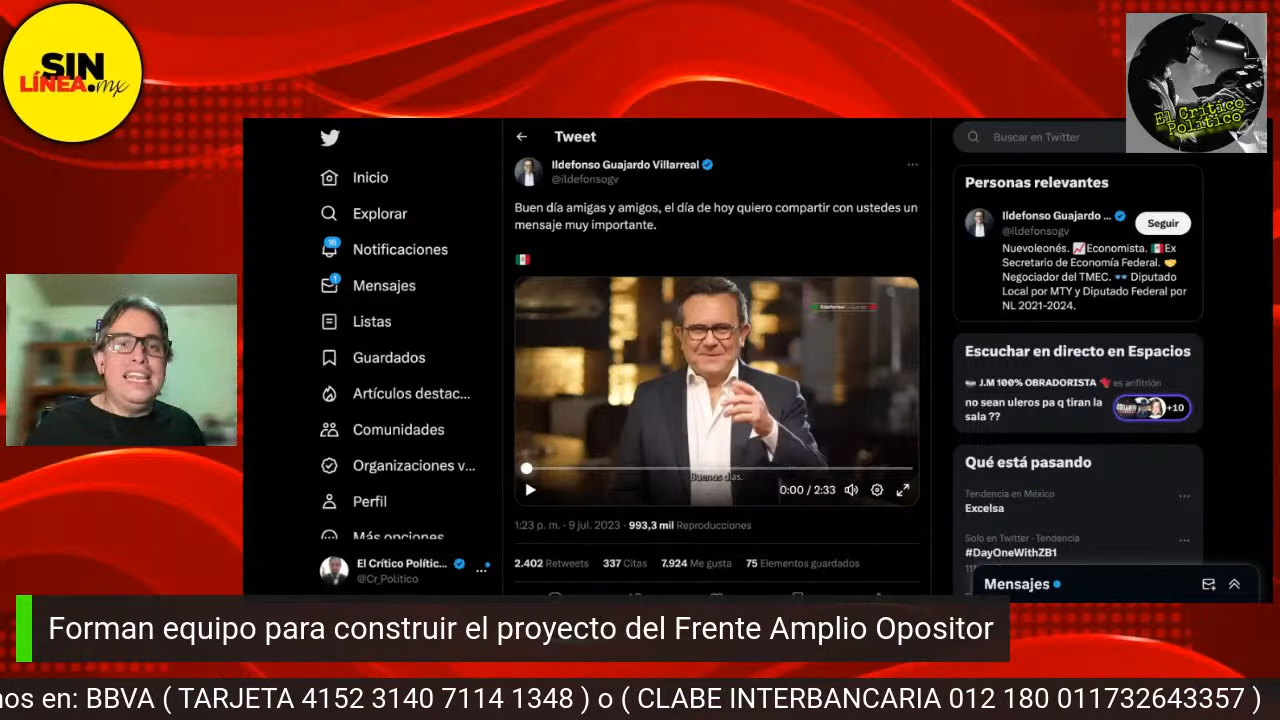 SIN
LÍNEA.mx
El Crítico
Político
Tweet
Ildefonso Guajardo Villarreal
@ildefonsogv
Buen día amigas y amigos, el día de hoy quiero compartir con ustedes un
mensaje muy importante.
🇲🇽
Buenos días.
0:00 / 2:33
1:23 p. m. · 9 jul. 2023 · 993,3 mil Reproducciones
2.402 Retweets 337 Citas 7.924 Me gusta 75 Elementos guardados
Inicio
Explorar
16
Notificaciones
1
Mensajes
Listas
Guardados
Artículos destac...
Comunidades
Organizaciones v...
Perfil
Más opciones
El Crítico Polític...
@Cr_Politico
Buscar en Twitter
Personas relevantes
Ildefonso Guajardo ...
@ildefonsogv
Seguir
Nuevoleonés. 📈Economista. 🇲🇽Ex
Secretario de Economía Federal. 🤝
Negociador del TMEC. 👓 Diputado
Local por MTY y Diputado Federal por
NL 2021-2024.
Escuchar en directo en Espacios
J.M 100% OBRADORISTA es anfitrión
no sean uleros pa q tiran la
sala ??
+10
Qué está pasando
Tendencia en México
Excelsa
Solo en Twitter · Tendencia
#DayOneWithZB1
Mensajes
Forman equipo para construir el proyecto del Frente Amplio Opositor
nos en: BBVA ( TARJETA 4152 3140 7114 1348 ) o ( CLABE INTERBANCARIA 012 180 011732643357 )